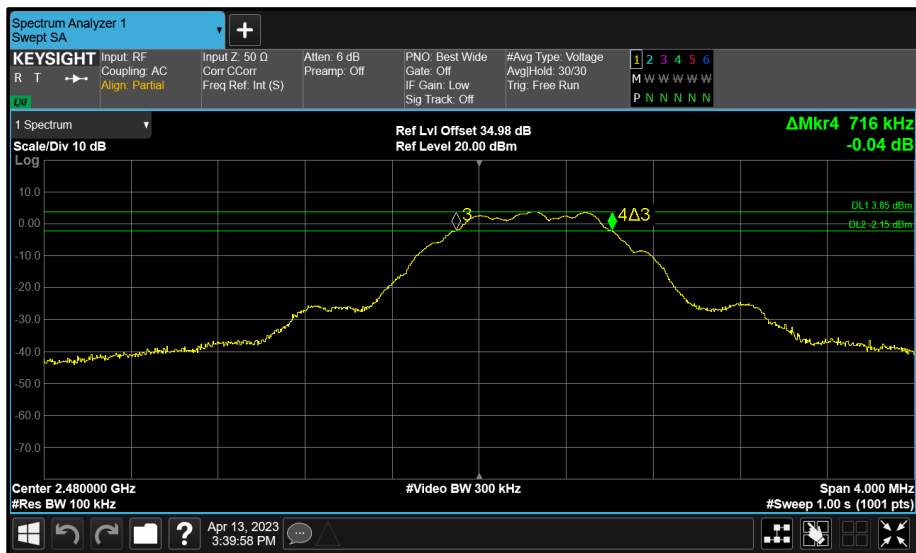 Spectrum Analyzer 1
Swept SA
+
KEYSIGHT
R T
LXI
Input: RF
Coupling: AC
Align: Partial
Input Z: 50 Ω
Corr CCorr
Freq Ref: Int (S)
Atten: 6 dB
Preamp: Off
PNO: Best Wide
Gate: Off
IF Gain: Low
Sig Track: Off
#Avg Type: Voltage
Avg|Hold: 30/30
Trig: Free Run
1 2 3 4 5 6
M W W W W W
P N N N N N
1 Spectrum
Scale/Div 10 dB
Ref Lvl Offset 34.98 dB
Ref Level 20.00 dBm
ΔMkr4 716 kHz
-0.04 dB
Log
10.0
0.00
-10.0
-20.0
-30.0
-40.0
-50.0
-60.0
-70.0
3
4Δ3
DL1 3.85 dBm
DL2 -2.15 dBm
Center 2.480000 GHz
#Video BW 300 kHz
Span 4.000 MHz
#Res BW 100 kHz
#Sweep 1.00 s (1001 pts)
?
Apr 13, 2023
3:39:58 PM